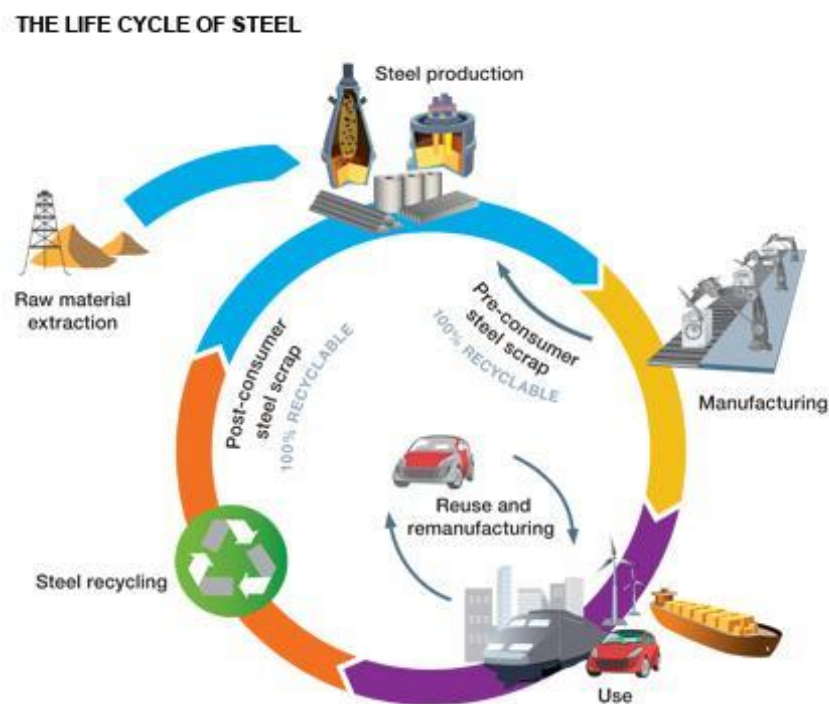 THE LIFE CYCLE OF STEEL
Steel production
Raw material
extraction
Pre-consumer
steel scrap
100% RECYCLABLE
Post-consumer
steel scrap
100% RECYCLABLE
Manufacturing
Reuse and
remanufacturing
Steel recycling
Use